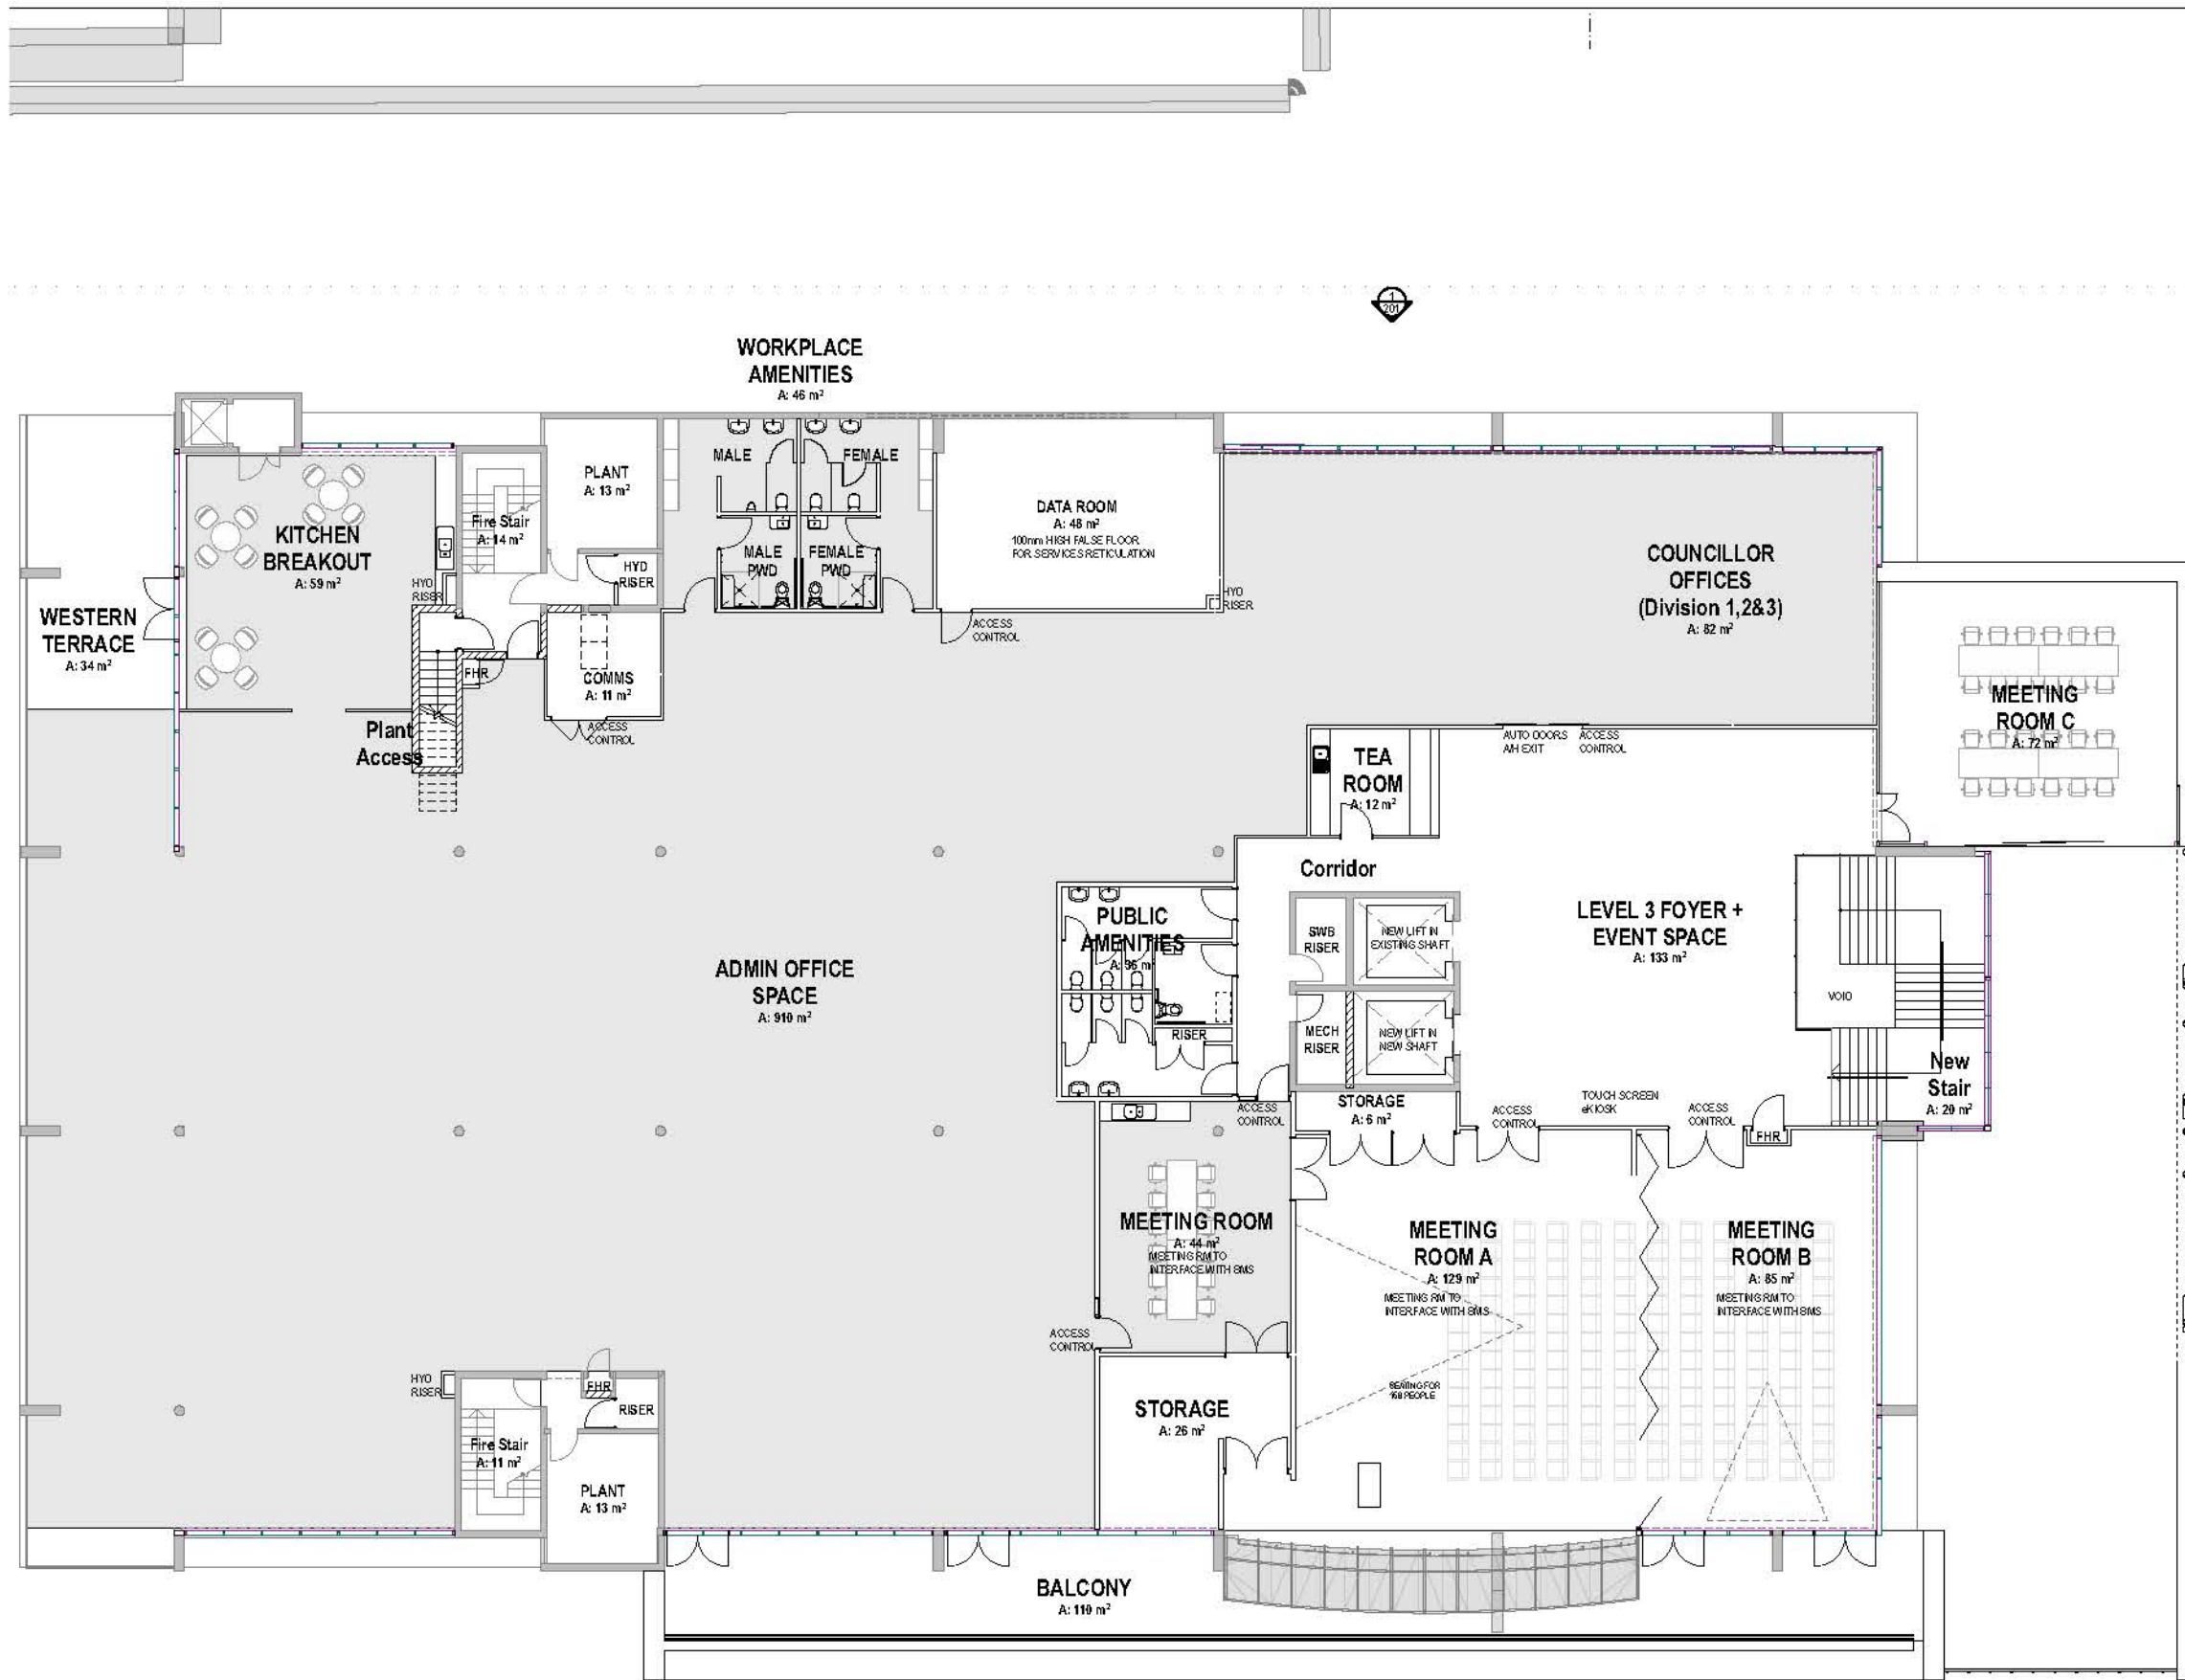 1
201
WORKPLACE
AMENITIES
A: 46 m²
MALE
FEMALE
PLANT
A: 13 m²
DATA ROOM
A: 48 m²
100mm HIGH FALSE FLOOR
FOR SERVICES RETICULATION
Fire Stair
A: 14 m²
KITCHEN
BREAKOUT
A: 59 m²
MALE
PWD
FEMALE
PWD
HYD
RISER
HYD
RISER
HYD
RISER
COUNCILLOR
OFFICES
(Division 1,2&3)
A: 82 m²
WESTERN
TERRACE
A: 34 m²
ACCESS
CONTROL
FHR
COMMS
A: 11 m²
ACCESS
CONTROL
Plant
Access
MEETING
ROOM C
A: 72 m²
AUTO DOORS
A/H EXIT
ACCESS
CONTROL
TEA
ROOM
A: 12 m²
Corridor
PUBLIC
AMENITIES
A: 36 m
SWB
RISER
NEW LIFT IN
EXISTING SHAFT
LEVEL 3 FOYER +
EVENT SPACE
A: 133 m²
ADMIN OFFICE
SPACE
A: 910 m²
VOID
RISER
MECH
RISER
NEW LIFT IN
NEW SHAFT
New
Stair
A: 20 m²
ACCESS
CONTROL
STORAGE
A: 6 m²
ACCESS
CONTROL
TOUCH SCREEN
eKIOSK
ACCESS
CONTROL
FHR
MEETING ROOM
A: 44 m²
MEETING RM TO
INTERFACE WITH BMS
MEETING
ROOM A
A: 129 m²
MEETING RM TO
INTERFACE WITH BMS
MEETING
ROOM B
A: 85 m²
MEETING RM TO
INTERFACE WITH BMS
ACCESS
CONTROL
HYD
RISER
FHR
RISER
SEATING FOR
168 PEOPLE
STORAGE
A: 26 m²
Fire Stair
A: 11 m²
PLANT
A: 13 m²
BALCONY
A: 110 m²